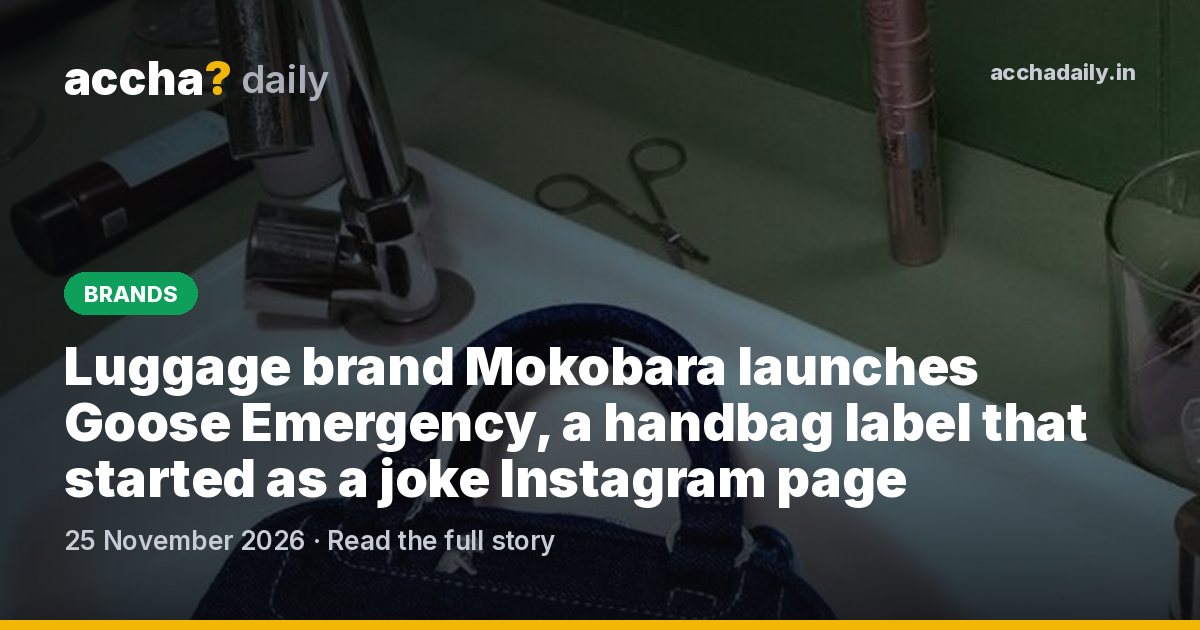 accha? daily
acchadaily.in
BRANDS
Luggage brand Mokobara launches
Goose Emergency, a handbag label that
started as a joke Instagram page
25 November 2026 · Read the full story